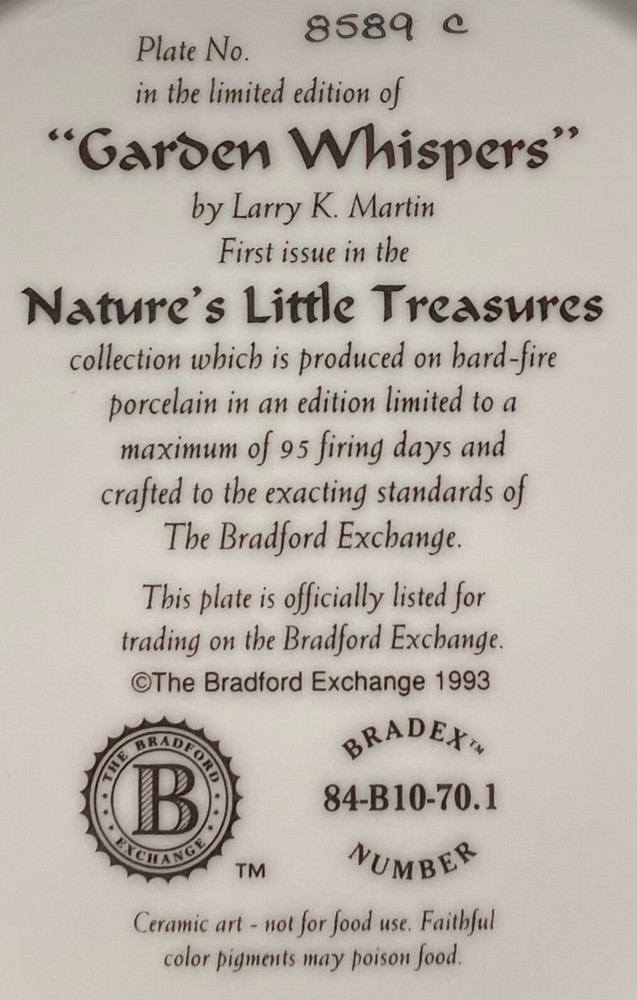 Plate No. 8589 C
in the limited edition of
“Garden Whispers”
by Larry K. Martin
First issue in the
Nature's Little Treasures
collection which is produced on hard-fire
porcelain in an edition limited to a
maximum of 95 firing days and
crafted to the exacting standards of
The Bradford Exchange.
This plate is officially listed for
trading on the Bradford Exchange.
©The Bradford Exchange 1993
THE BRADFORD
B
EXCHANGE
TM
BRADEX™
84-B10-70.1
NUMBER
Ceramic art - not for food use. Faithful
color pigments may poison food.